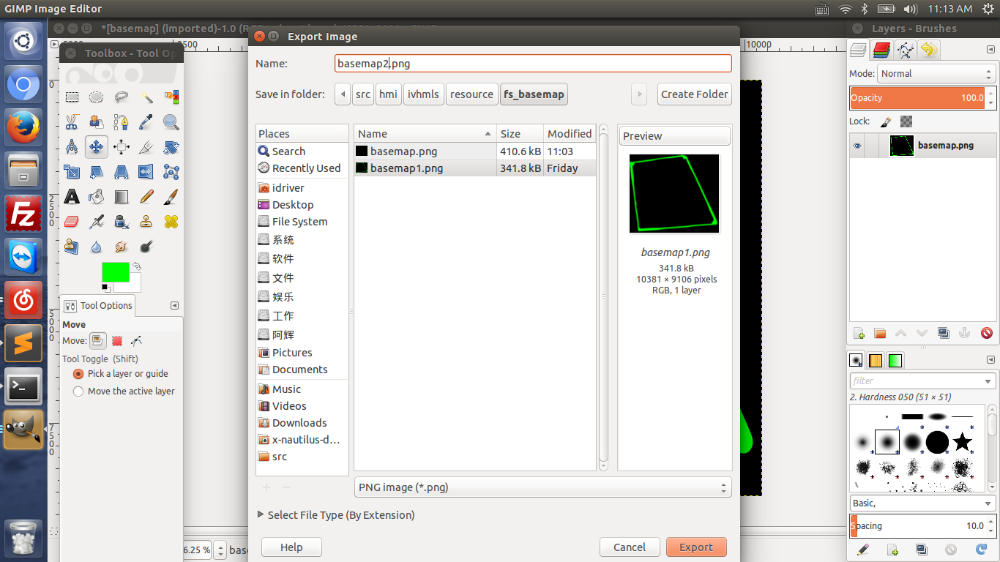 GIMP Image Editor
11:13 AM
*[basemap] (imported)-1.0 (RG
Export Image
Layers - Brushes
10000
Toolbox - Tool Op
Name:
basemap2.png
Mode:
Normal
Save in folder:
src
hmi
ivhmls
resource
fs_basemap
Create Folder
Opacity
100.0
Lock:
Places
Name
Size
Modified
Preview
Search
basemap.png
410.6 kB
11:03
basemap.png
Recently Used
basemap1.png
341.8 kB
Friday
idriver
Desktop
File System
系统
软件
文件
娱乐
工作
阿辉
Pictures
Documents
Music
Videos
Downloads
x-nautilus-d...
src
basemap1.png
341.8 kB
10381 × 9106 pixels
RGB, 1 layer
Tool Options
Move
Move:
Tool Toggle (Shift)
Pick a layer or guide
Move the active layer
filter
2. Hardness 050 (51 × 51)
PNG image (*.png)
Select File Type (By Extension)
Basic,
Spacing
10.0
6.25 %
Help
Cancel
Export